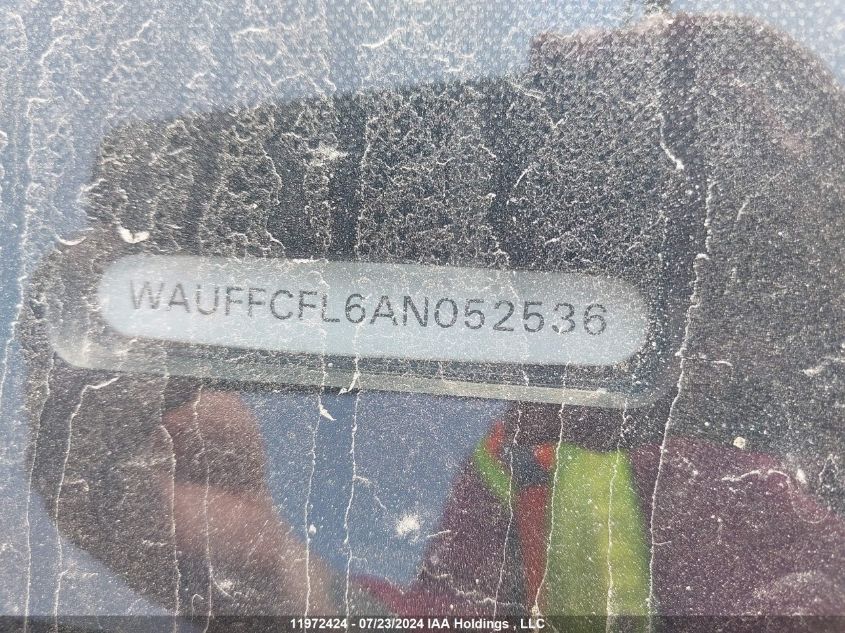 WAUFFCFL6AN052536
11972424 - 07/23/2024 IAA Holdings , LLC